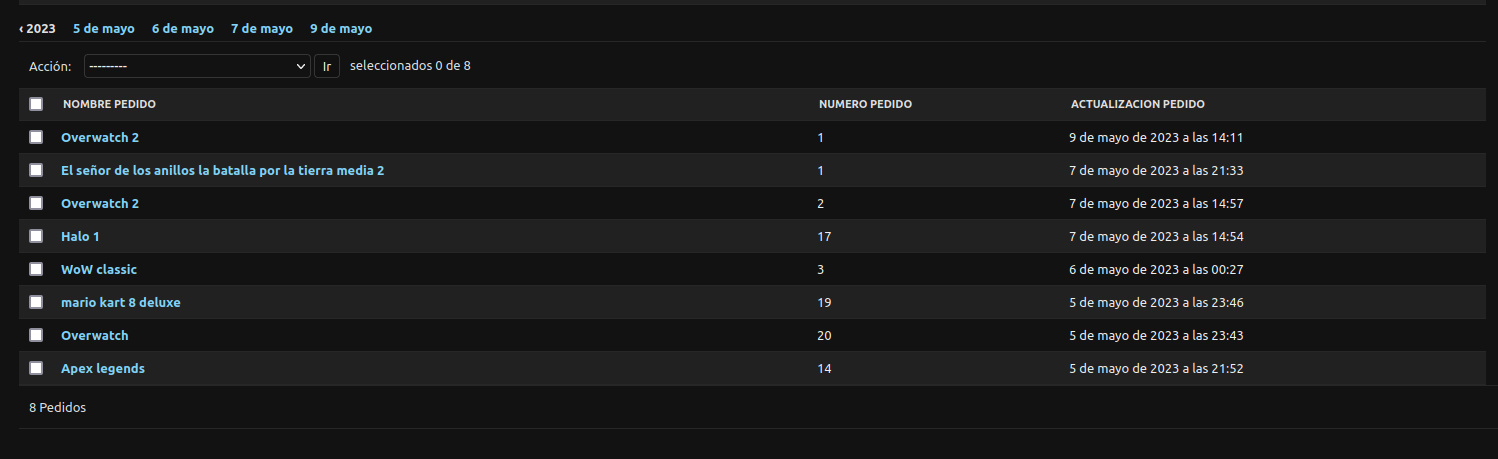 ‹ 2023 5 de mayo 6 de mayo 7 de mayo 9 de mayo
Acción: --------- Ir seleccionados 0 de 8
NOMBRE PEDIDO NUMERO PEDIDO ACTUALIZACION PEDIDO
Overwatch 2 1 9 de mayo de 2023 a las 14:11
El señor de los anillos la batalla por la tierra media 2 1 7 de mayo de 2023 a las 21:33
Overwatch 2 2 7 de mayo de 2023 a las 14:57
Halo 1 17 7 de mayo de 2023 a las 14:54
WoW classic 3 6 de mayo de 2023 a las 00:27
mario kart 8 deluxe 19 5 de mayo de 2023 a las 23:46
Overwatch 20 5 de mayo de 2023 a las 23:43
Apex legends 14 5 de mayo de 2023 a las 21:52
8 Pedidos